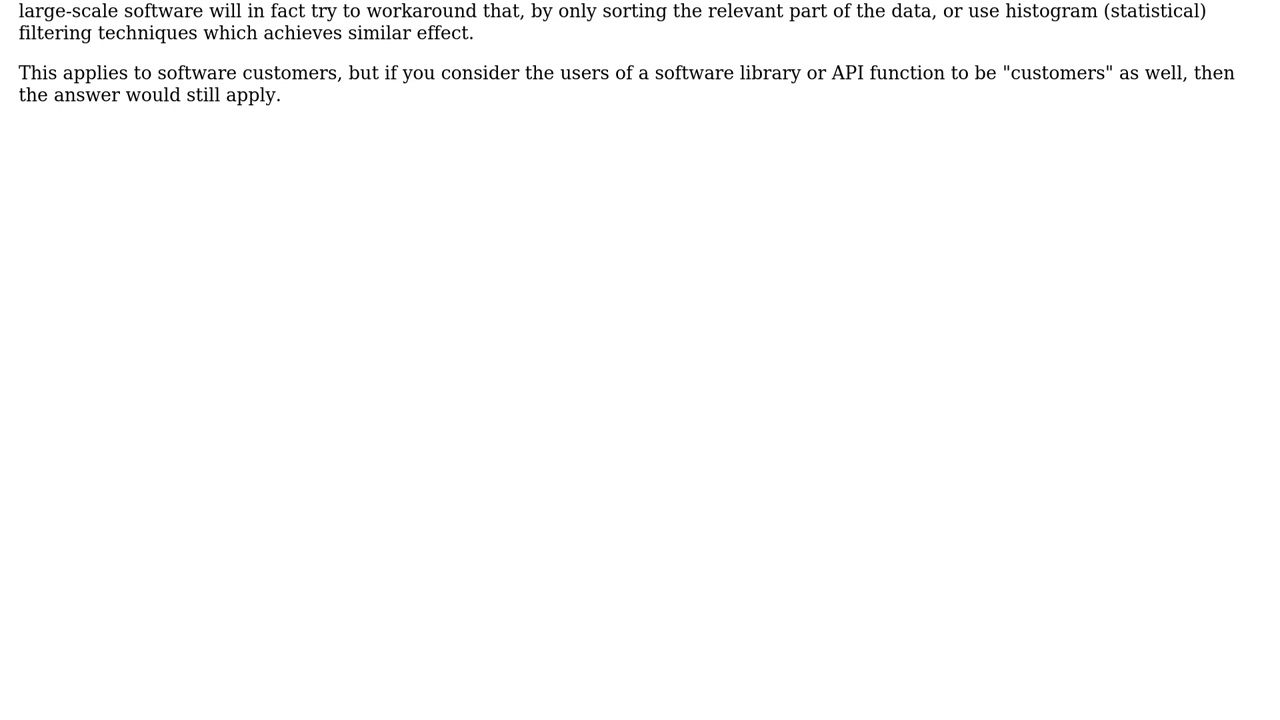 large-scale software will in fact try to workaround that, by only sorting the relevant part of the data, or use histogram (statistical)
filtering techniques which achieves similar effect.
This applies to software customers, but if you consider the users of a software library or API function to be "customers" as well, then
the answer would still apply.